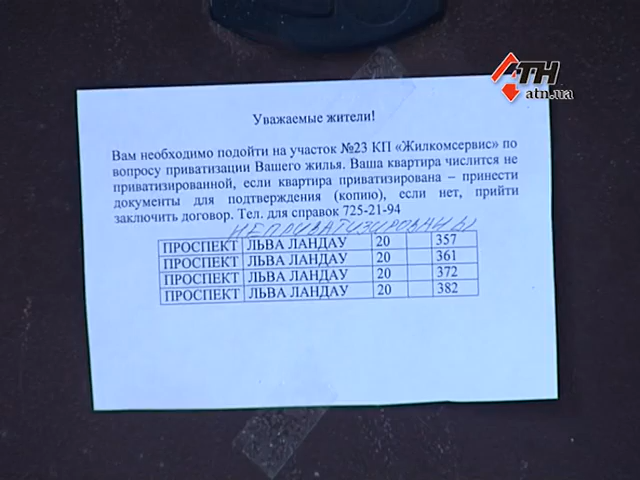 АТН
atn.ua
Уважаемые жители!
Вам необходимо подойти на участок №23 КП «Жилкомсервис» по
вопросу приватизации Вашего жилья. Ваша квартира числится не
приватизированной, если квартира приватизирована – принести
документы для подтверждения (копию), если нет, прийти
заключить договор. Тел. для справок 725-21-94
НЕПРИВАТИЗИРОВАНЫ
ПРОСПЕКТ ЛЬВА ЛАНДАУ 20 357
ПРОСПЕКТ ЛЬВА ЛАНДАУ 20 361
ПРОСПЕКТ ЛЬВА ЛАНДАУ 20 372
ПРОСПЕКТ ЛЬВА ЛАНДАУ 20 382